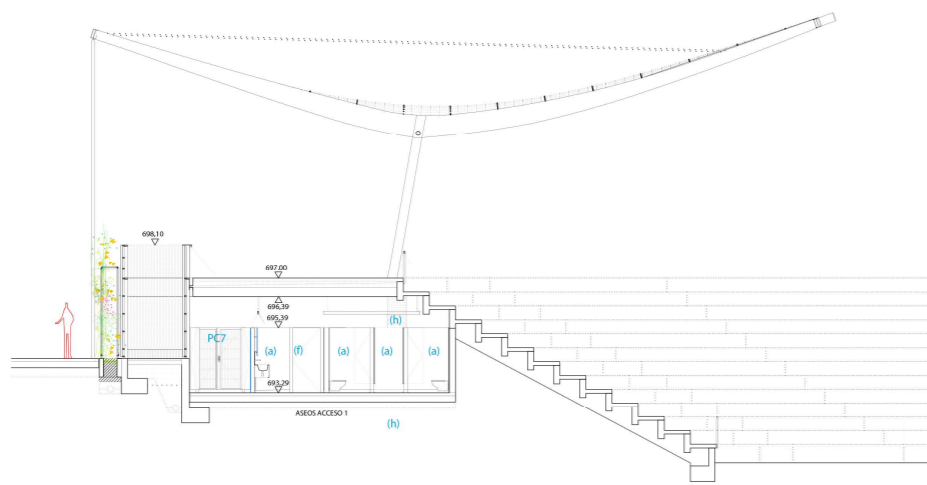 698,10
697.00
696,39
695,39
(h)
PC7
(a)
(f)
(a)
(a)
(a)
693,29
ASEOS ACCESO 1
(h)